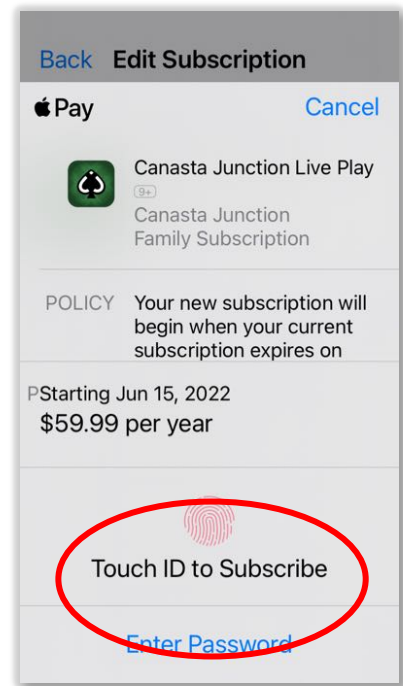 Back Edit Subscription
Pay Cancel
Canasta Junction Live Play
9+
Canasta Junction
Family Subscription
POLICY Your new subscription will
begin when your current
subscription expires on
P Starting Jun 15, 2022
$59.99 per year
Touch ID to Subscribe
Enter Password